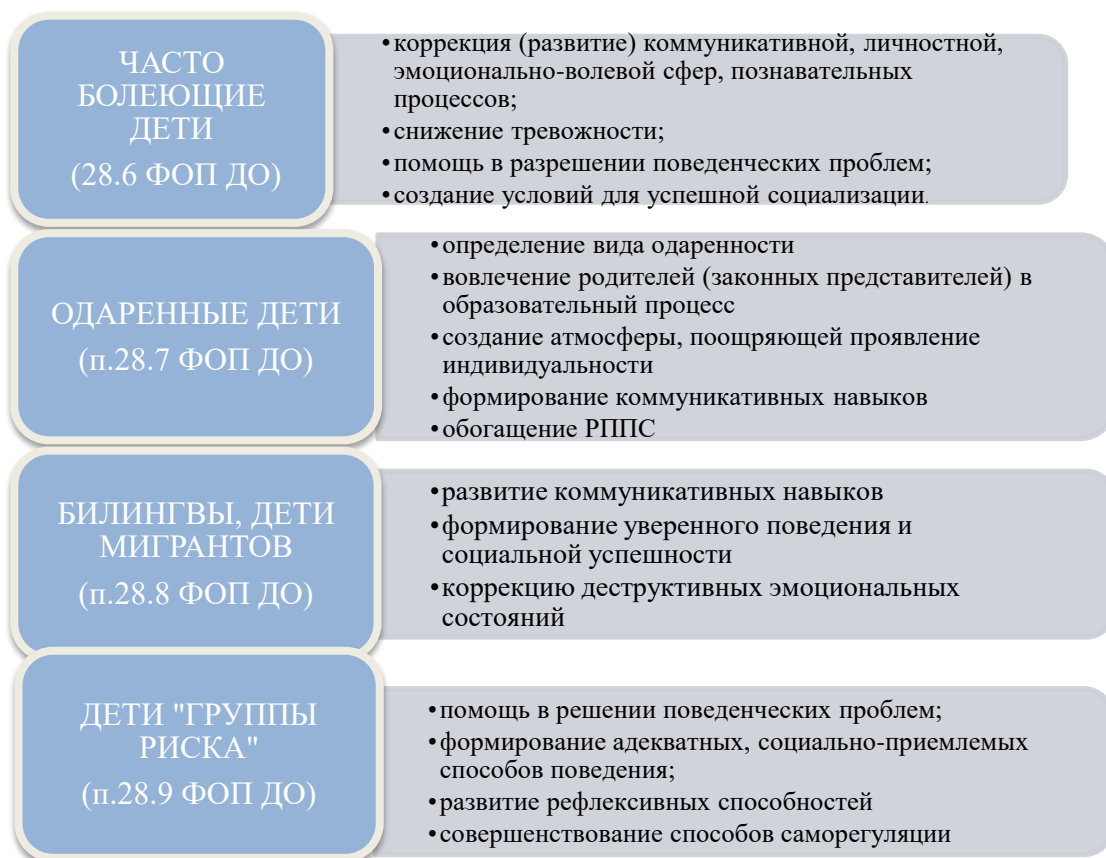 ЧАСТО
БОЛЕЮЩИЕ
ДЕТИ
(28.6 ФОП ДО)
•коррекция (развитие) коммуникативной, личностной,
эмоционально-волевой сфер, познавательных
процессов;
•снижение тревожности;
•помощь в разрешении поведенческих проблем;
•создание условий для успешной социализации.
ОДАРЕННЫЕ ДЕТИ
(п.28.7 ФОП ДО)
•определение вида одаренности
•вовлечение родителей (законных представителей) в
образовательный процесс
•создание атмосферы, поощряющей проявление
индивидуальности
•формирование коммуникативных навыков
•обогащение РППС
БИЛИНГВЫ, ДЕТИ
МИГРАНТОВ
(п.28.8 ФОП ДО)
•развитие коммуникативных навыков
•формирование уверенного поведения и
социальной успешности
•коррекцию деструктивных эмоциональных
состояний
ДЕТИ "ГРУППЫ
РИСКА"
(п.28.9 ФОП ДО)
•помощь в решении поведенческих проблем;
•формирование адекватных, социально-приемлемых
способов поведения;
•развитие рефлексивных способностей
•совершенствование способов саморегуляции